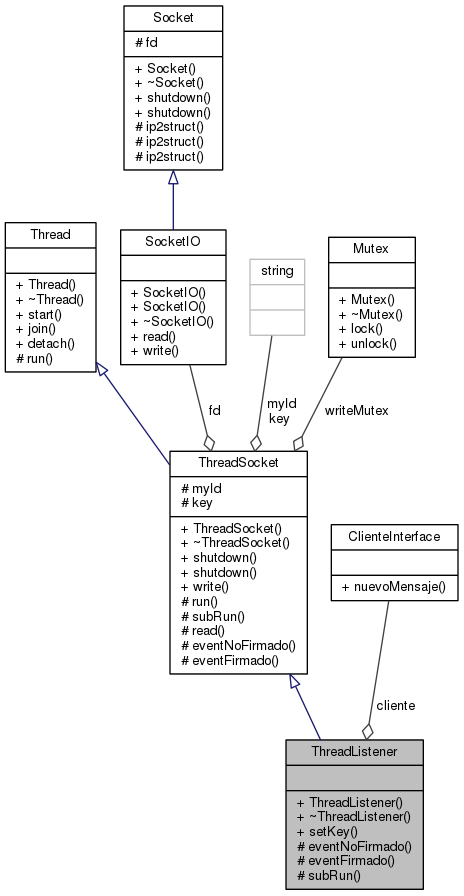 Socket
# fd
+ Socket()
+ ~Socket()
+ shutdown()
+ shutdown()
# ip2struct()
# ip2struct()
# ip2struct()
Thread
+ Thread()
+ ~Thread()
+ start()
+ join()
+ detach()
# run()
SocketIO
+ SocketIO()
+ SocketIO()
+ ~SocketIO()
+ read()
+ write()
string
Mutex
+ Mutex()
+ ~Mutex()
+ lock()
+ unlock()
fd
myId
key
writeMutex
ThreadSocket
# myId
# key
+ ThreadSocket()
+ ~ThreadSocket()
+ shutdown()
+ shutdown()
+ write()
# run()
# subRun()
# read()
# eventNoFirmado()
# eventFirmado()
ClienteInterface
+ nuevoMensaje()
cliente
ThreadListener
+ ThreadListener()
+ ~ThreadListener()
+ setKey()
# eventNoFirmado()
# eventFirmado()
# subRun()